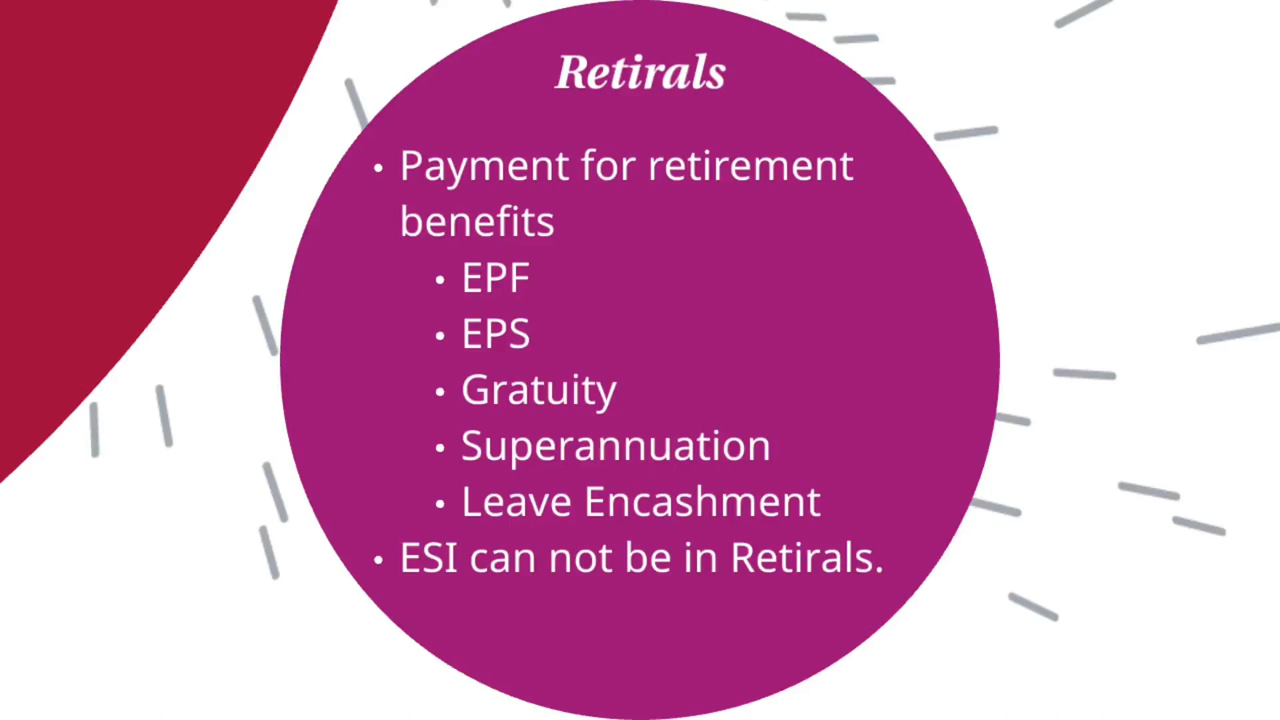 Retirals
• Payment for retirement
benefits
• EPF
• EPS
• Gratuity
• Superannuation
• Leave Encashment
• ESI can not be in Retirals.